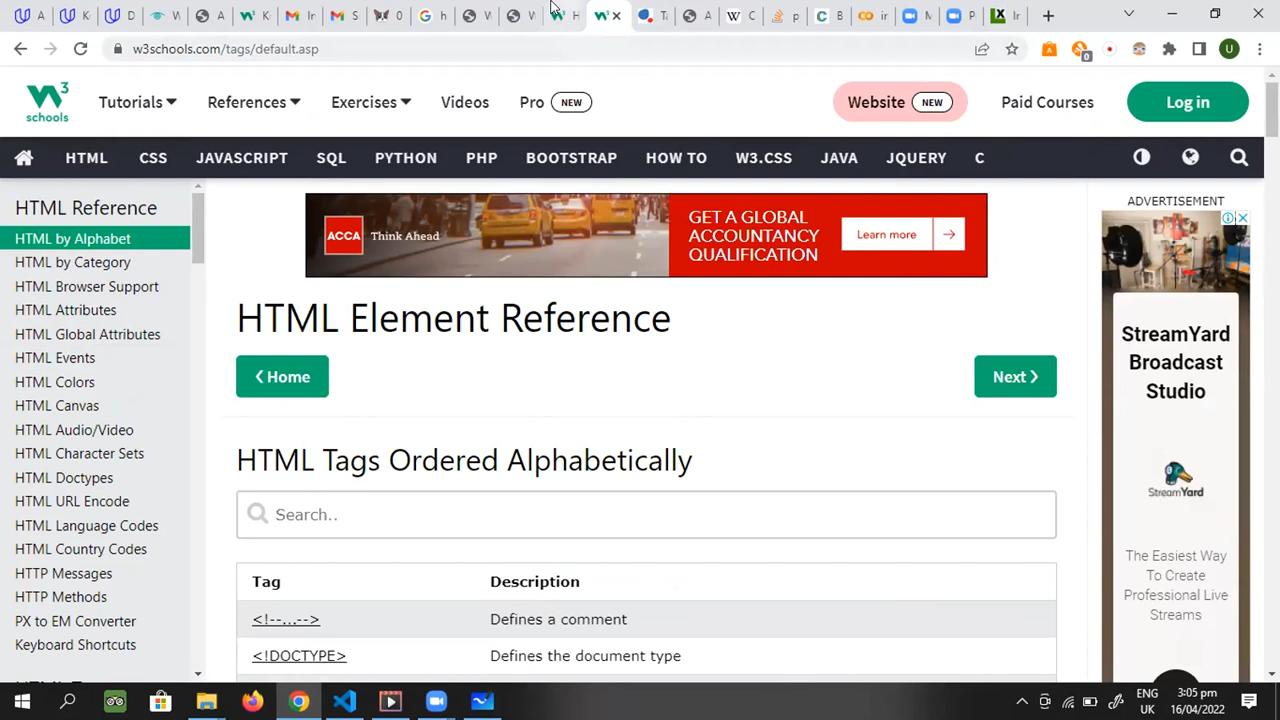 w3schools.com/tags/default.asp
0
U
W3
schools
Tutorials
References
Exercises
Videos
Pro NEW
Website NEW
Paid Courses
Log in
HTML
CSS
JAVASCRIPT
SQL
PYTHON
PHP
BOOTSTRAP
HOW TO
W3.CSS
JAVA
JQUERY
C
HTML Reference
HTML by Alphabet
HTML by Category
HTML Browser Support
HTML Attributes
HTML Global Attributes
HTML Events
HTML Colors
HTML Canvas
HTML Audio/Video
HTML Character Sets
HTML Doctypes
HTML URL Encode
HTML Language Codes
HTML Country Codes
HTTP Messages
HTTP Methods
PX to EM Converter
Keyboard Shortcuts
ACCA
Think Ahead
GET A GLOBAL
ACCOUNTANCY
QUALIFICATION
Learn more
HTML Element Reference
❮ Home
Next ❯
HTML Tags Ordered Alphabetically
Search..
Tag Description
<!--...--> Defines a comment
<!DOCTYPE> Defines the document type
ADVERTISEMENT
StreamYard
Broadcast
Studio
StreamYard
The Easiest Way
To Create
Professional Live
Streams
ENG
UK
3:05 pm
16/04/2022